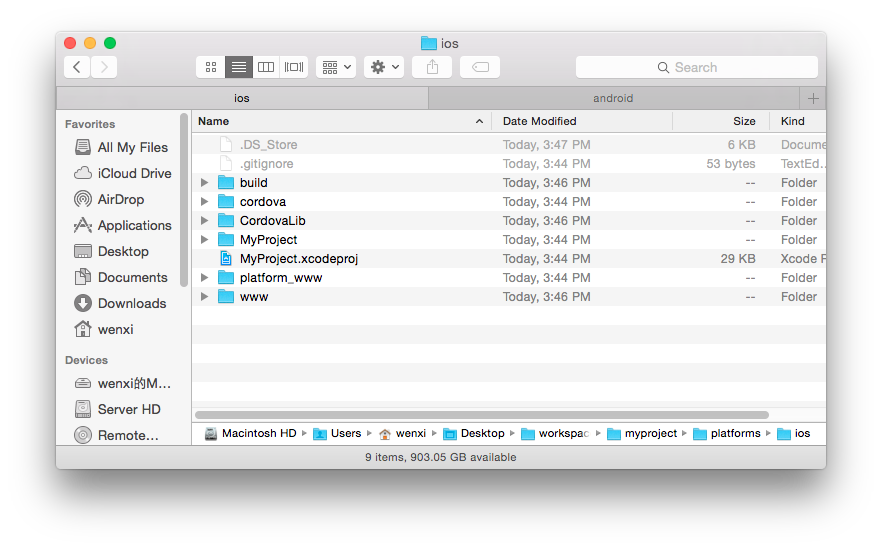 ios
Search
ios
android
Favorites
All My Files
iCloud Drive
AirDrop
Applications
Desktop
Documents
Downloads
wenxi
Devices
wenxi的M...
Server HD
Remote...
Name Date Modified Size Kind
.DS_Store Today, 3:47 PM 6 KB Docume
.gitignore Today, 3:44 PM 53 bytes TextEd...
build Today, 3:46 PM -- Folder
cordova Today, 3:44 PM -- Folder
CordovaLib Today, 3:46 PM -- Folder
MyProject Today, 3:44 PM -- Folder
MyProject.xcodeproj Today, 3:44 PM 29 KB Xcode P
platform_www Today, 3:44 PM -- Folder
www Today, 3:46 PM -- Folder
Macintosh HD Users wenxi Desktop workspac myproject platforms ios
9 items, 903.05 GB available